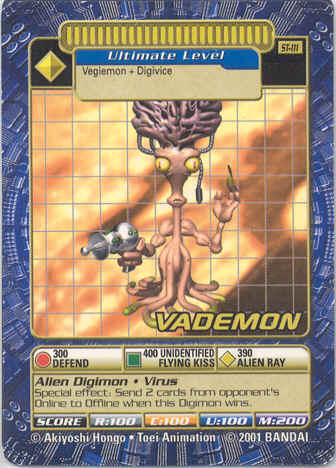 ST-111
Ultimate Level
Vegiemon + Digivice
VADEMON
300 DEFEND
400 UNIDENTIFIED FLYING KISS
390 ALIEN RAY
Alien Digimon • Virus
Special effect: Send 2 cards from opponent's
Online to Offline when this Digimon wins.
SCORE R:100 C:100 U:100 M:200
© Akiyoshi Hongo • Toei Animation © 2001 BANDAI